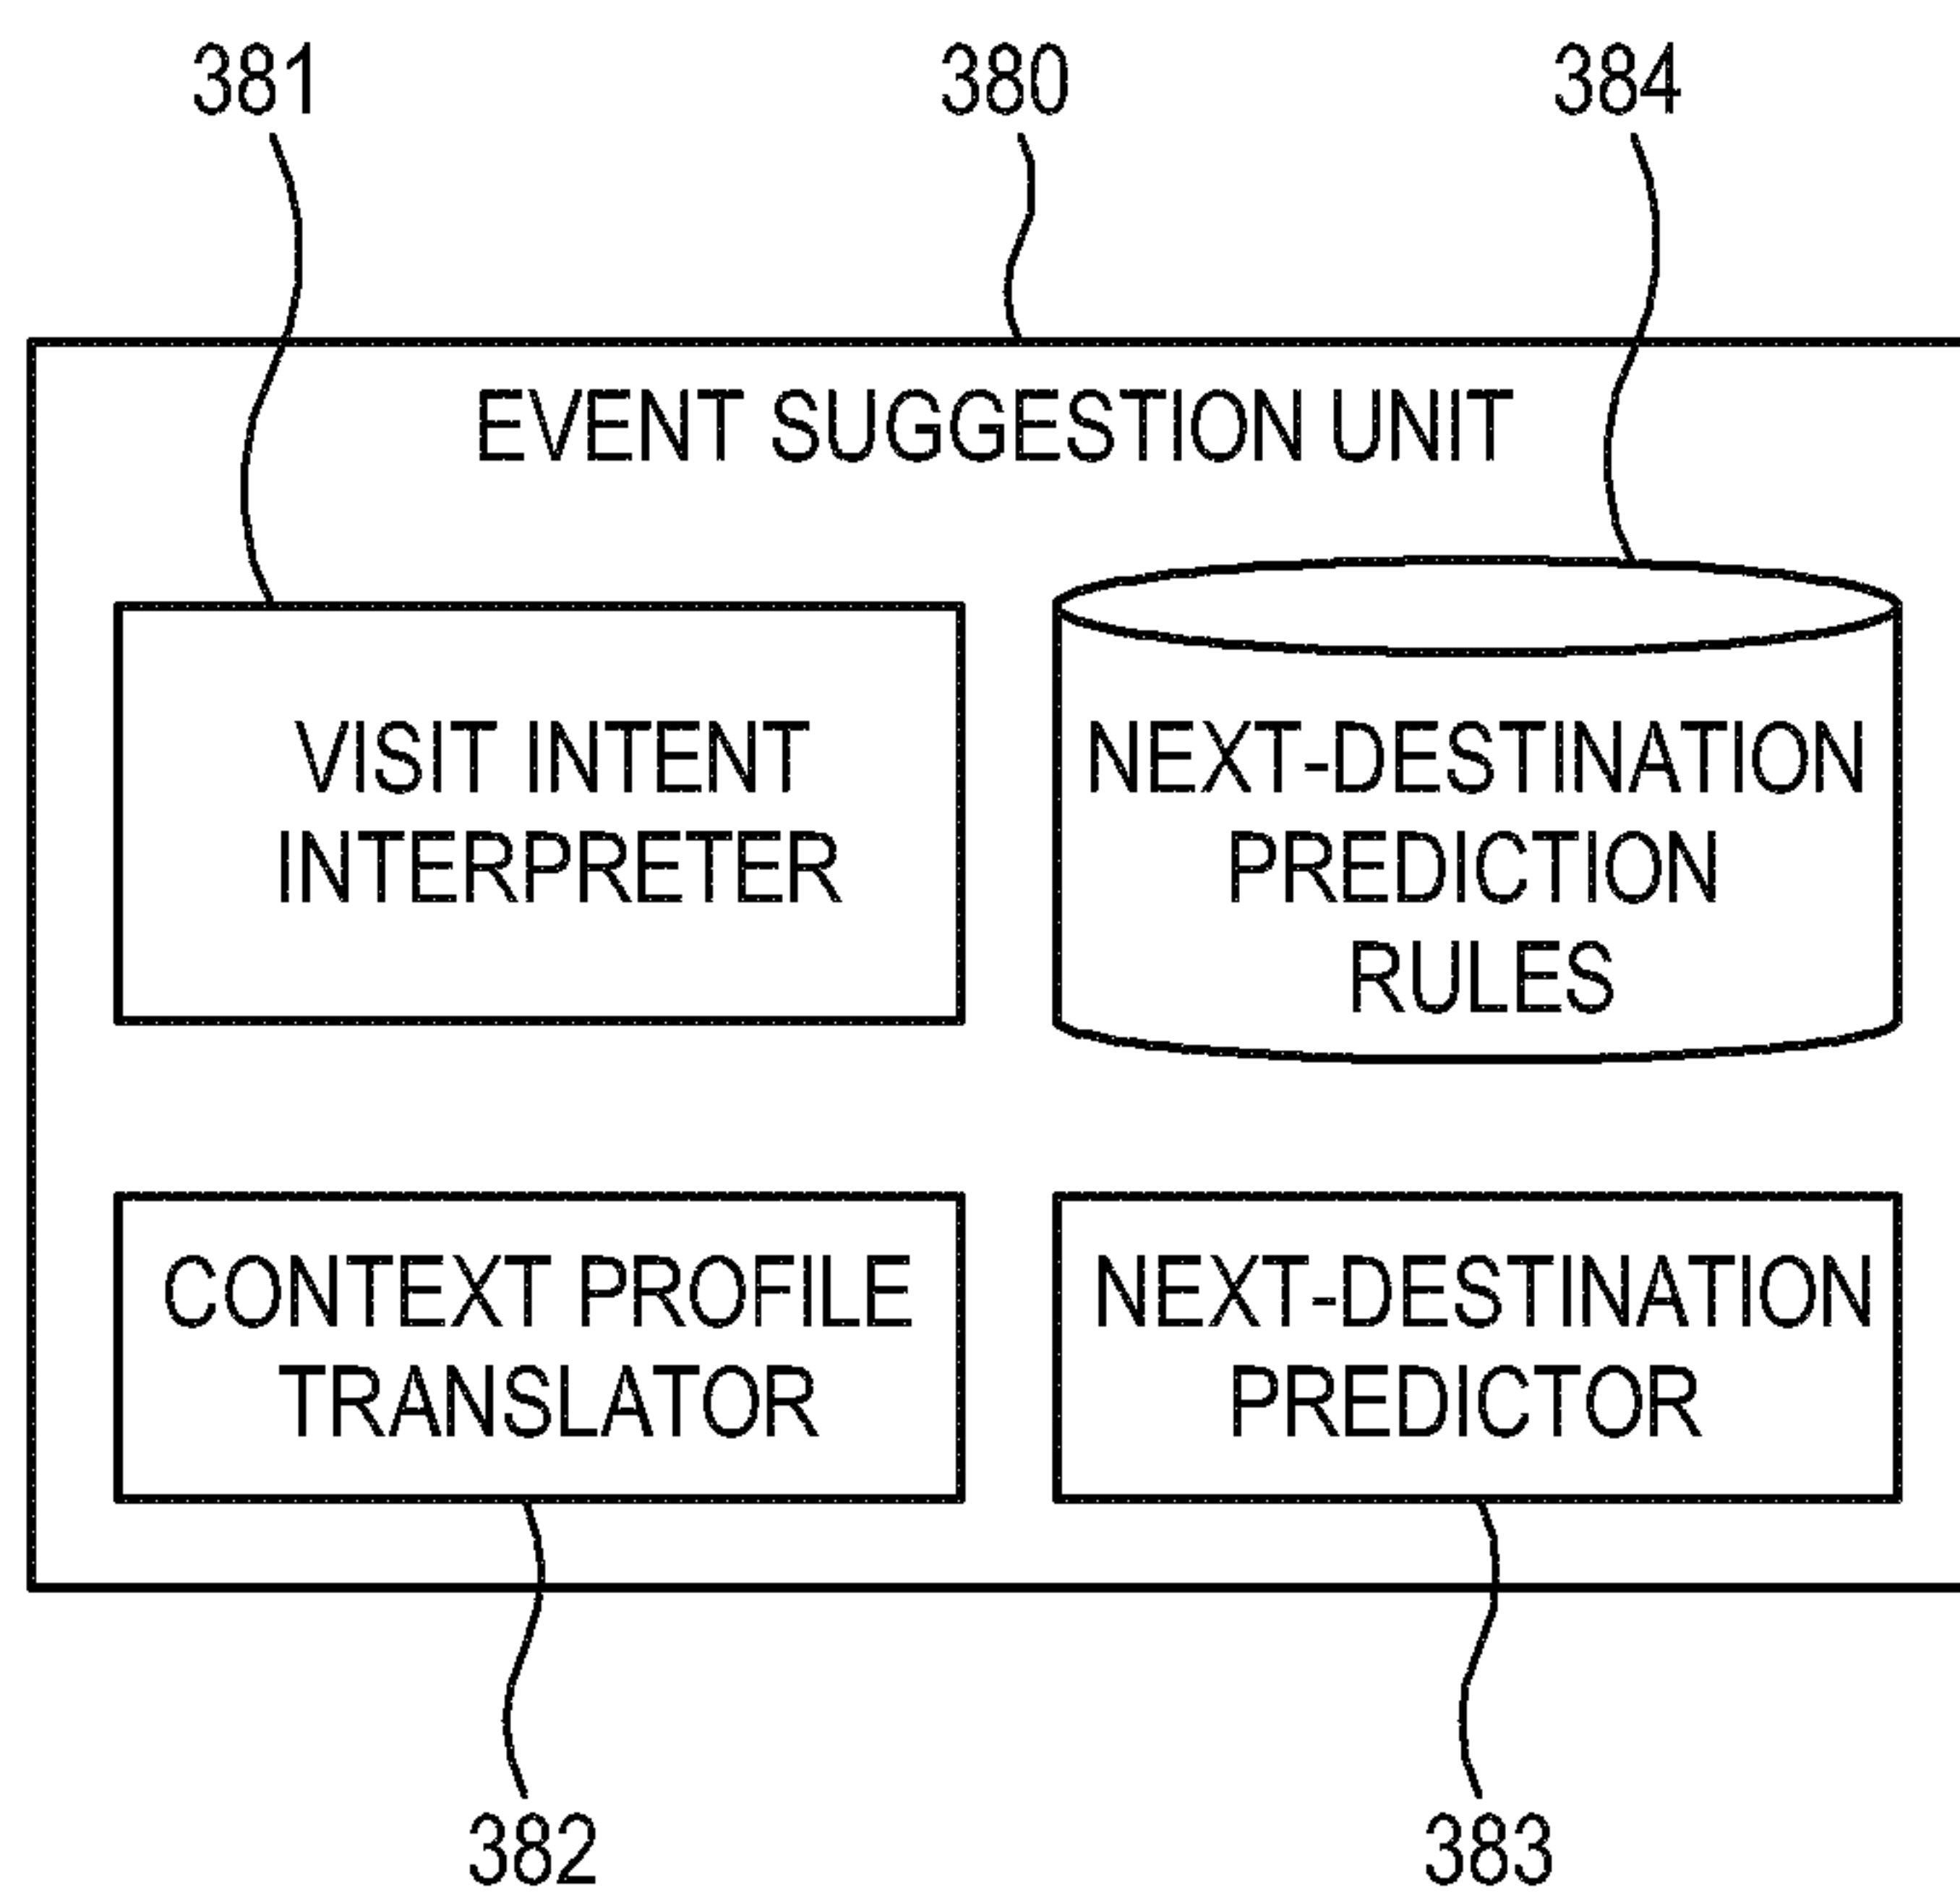 381
380
384
EVENT SUGGESTION UNIT
VISIT INTENT
INTERPRETER
NEXT-DESTINATION
PREDICTION
RULES
CONTEXT PROFILE
TRANSLATOR
NEXT-DESTINATION
PREDICTOR
382
383